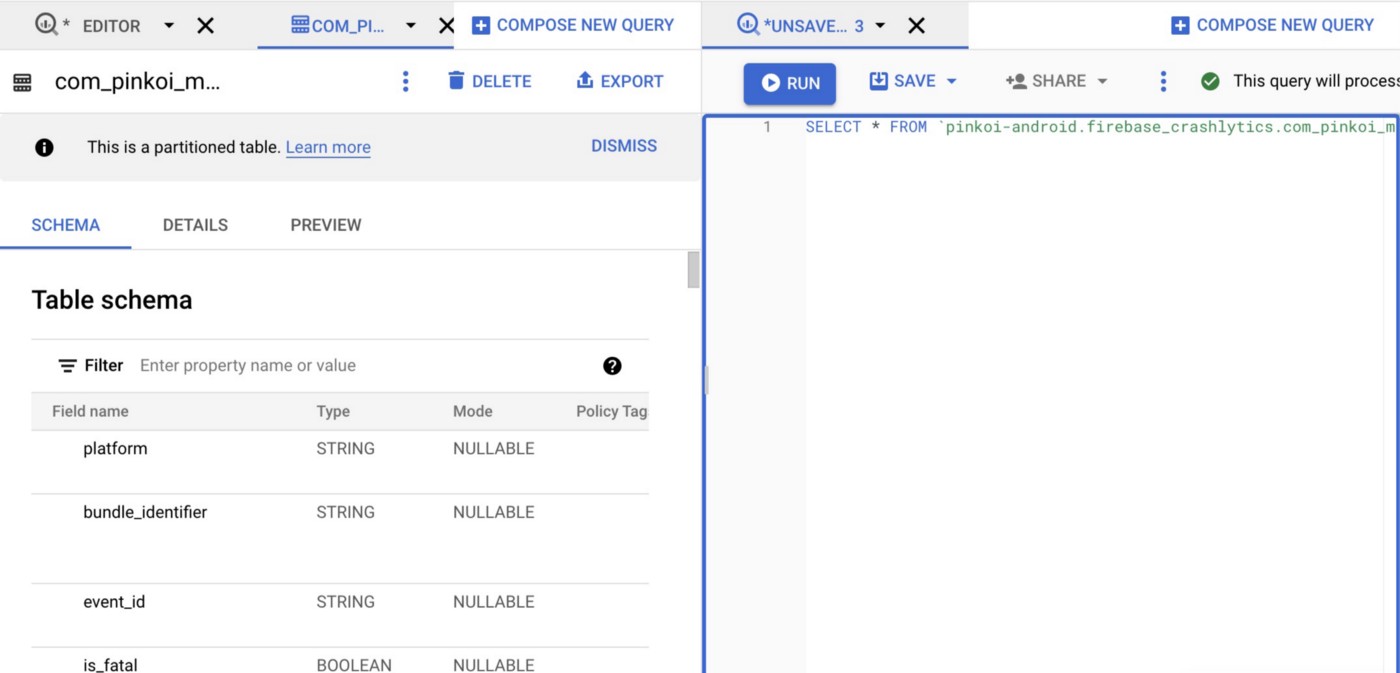 * EDITOR
COM_PI...
COMPOSE NEW QUERY
com_pinkoi_m...
DELETE
EXPORT
This is a partitioned table. Learn more
DISMISS
SCHEMA DETAILS PREVIEW
Table schema
Filter Enter property name or value
Field name Type Mode Policy Tag
platform STRING NULLABLE
bundle_identifier STRING NULLABLE
event_id STRING NULLABLE
is_fatal BOOLEAN NULLABLE
*UNSAVE... 3
COMPOSE NEW QUERY
RUN SAVE SHARE This query will process
1 SELECT * FROM `pinkoi-android.firebase_crashlytics.com_pinkoi_m